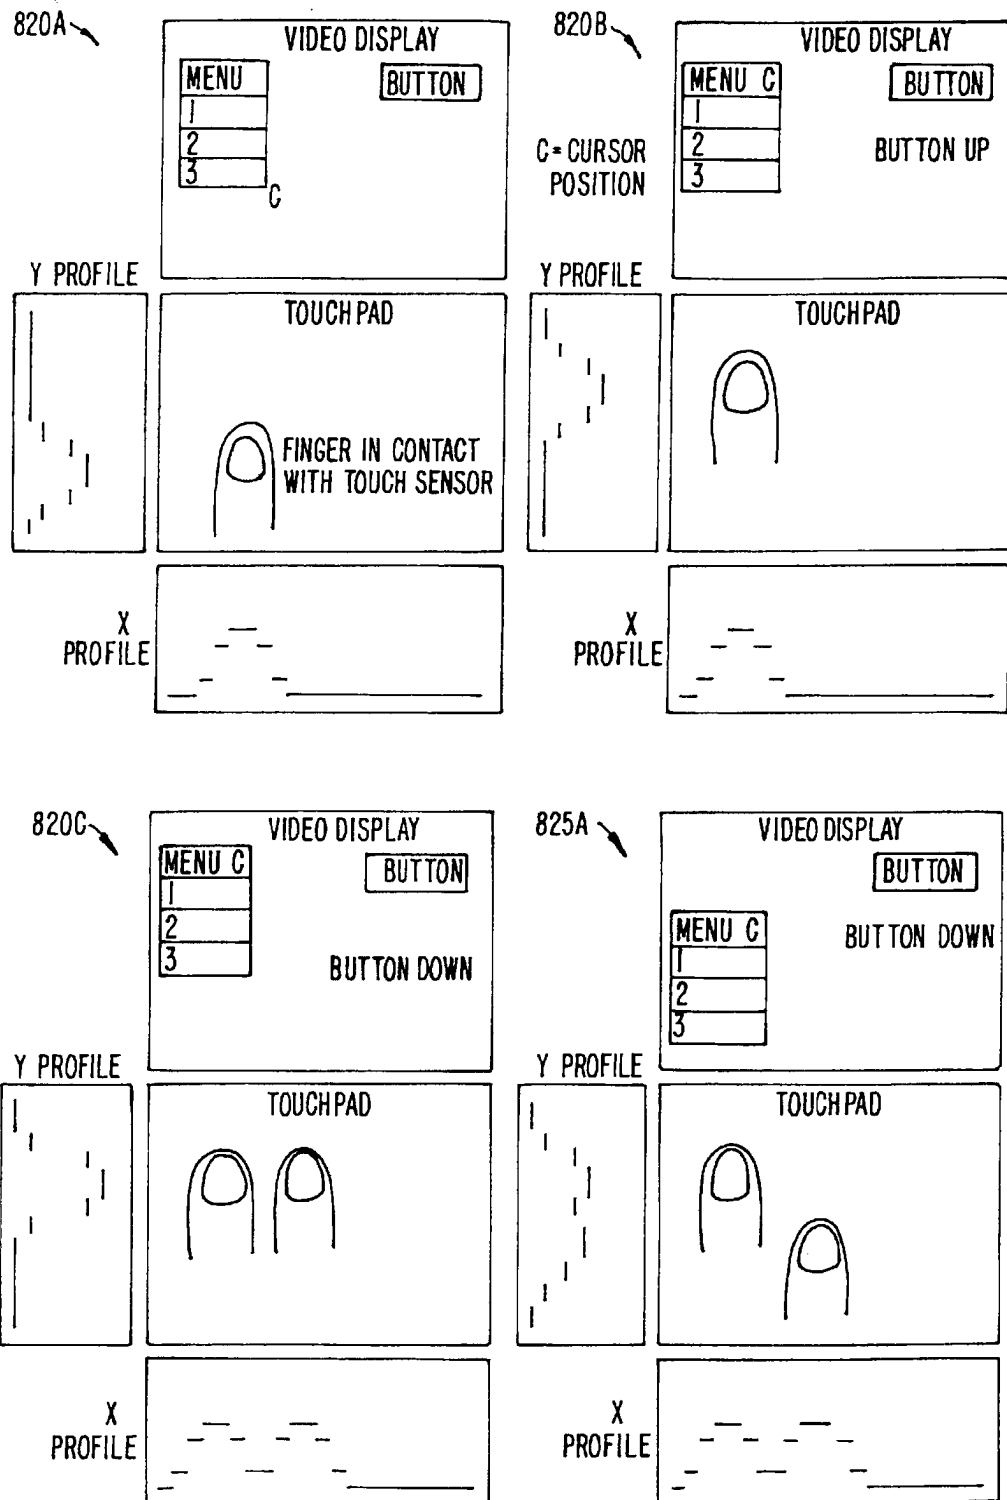 820A
VIDEO DISPLAY
MENU
BUTTON
1
2
3
C
Y PROFILE
TOUCH PAD
FINGER IN CONTACT
WITH TOUCH SENSOR
X
PROFILE
820B
VIDEO DISPLAY
MENU C
BUTTON
1
2
3
BUTTON UP
C = CURSOR
POSITION
Y PROFILE
TOUCHPAD
X
PROFILE
820C
VIDEO DISPLAY
MENU C
BUTTON
1
2
3
BUTTON DOWN
Y PROFILE
TOUCH PAD
X
PROFILE
825A
VIDEO DISPLAY
BUTTON
MENU C
BUTTON DOWN
1
2
3
Y PROFILE
TOUCH PAD
X
PROFILE